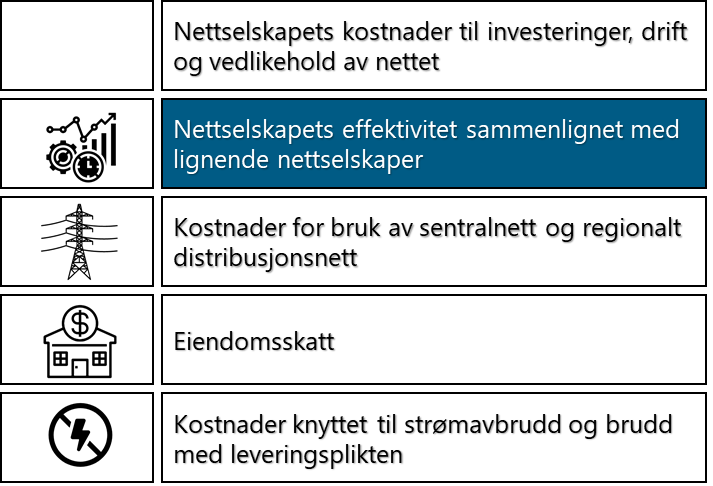 Nettselskapets kostnader til investeringer, drift
og vedlikehold av nettet
Nettselskapets effektivitet sammenlignet med
lignende nettselskaper
Kostnader for bruk av sentralnett og regionalt
distribusjonsnett
$
Eiendomsskatt
Kostnader knyttet til strømavbrudd og brudd
med leveringsplikten